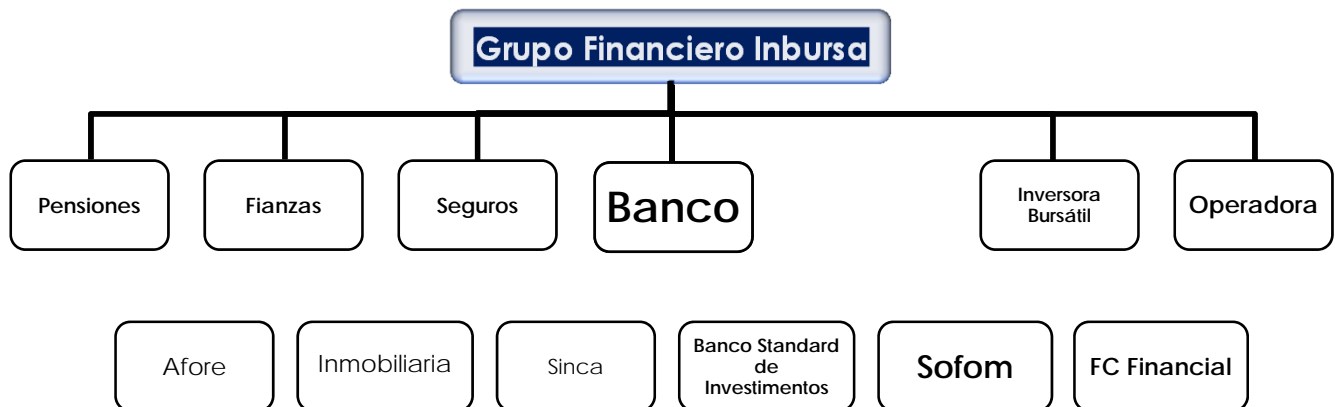 Grupo Financiero Inbursa
Pensiones
Fianzas
Seguros
Banco
Inversora
Bursátil
Operadora
Afore
Inmobiliaria
Sinca
Banco Standard
de
Investimentos
Sofom
FC Financial